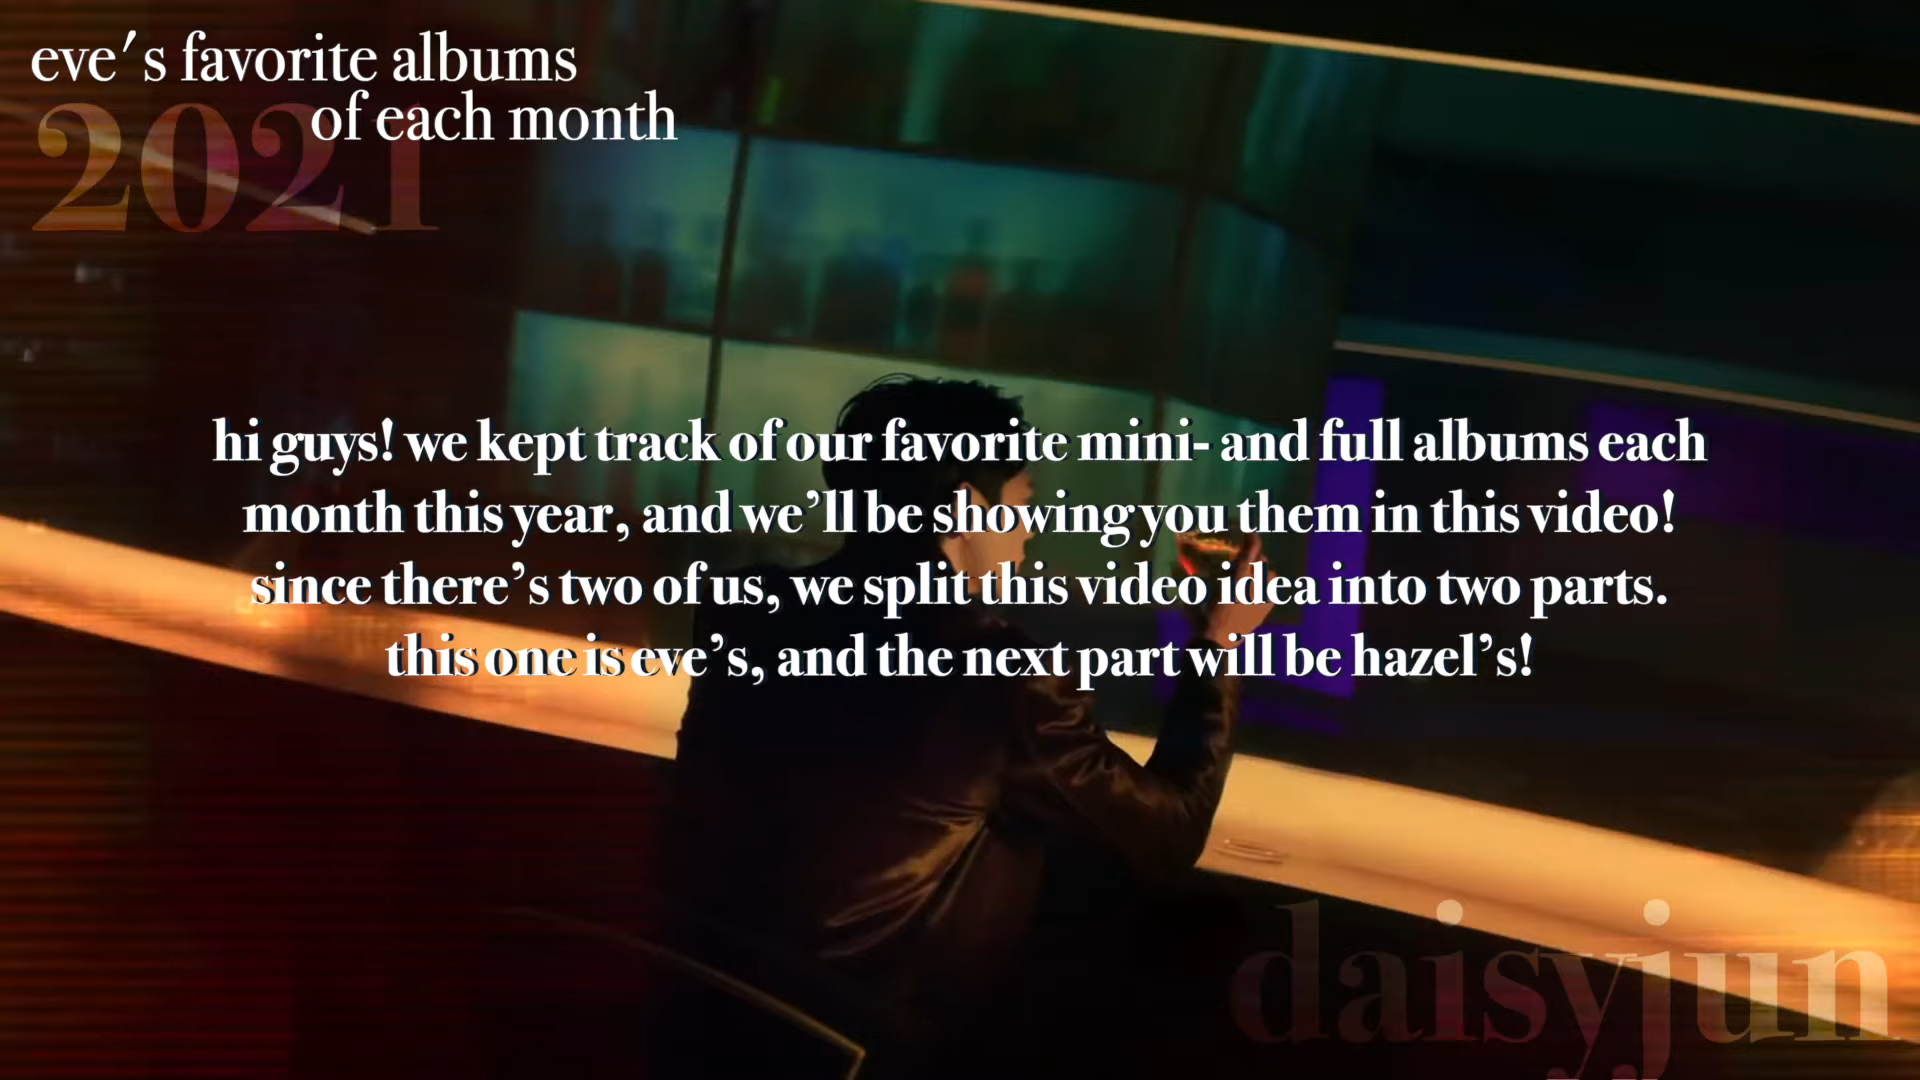 eve's favorite albums
of each month
2021
hi guys! we kept track of our favorite mini- and full albums each
month this year, and we’ll be showing you them in this video!
since there’s two of us, we split this video idea into two parts.
this one is eve’s, and the next part will be hazel’s!
daisyjun